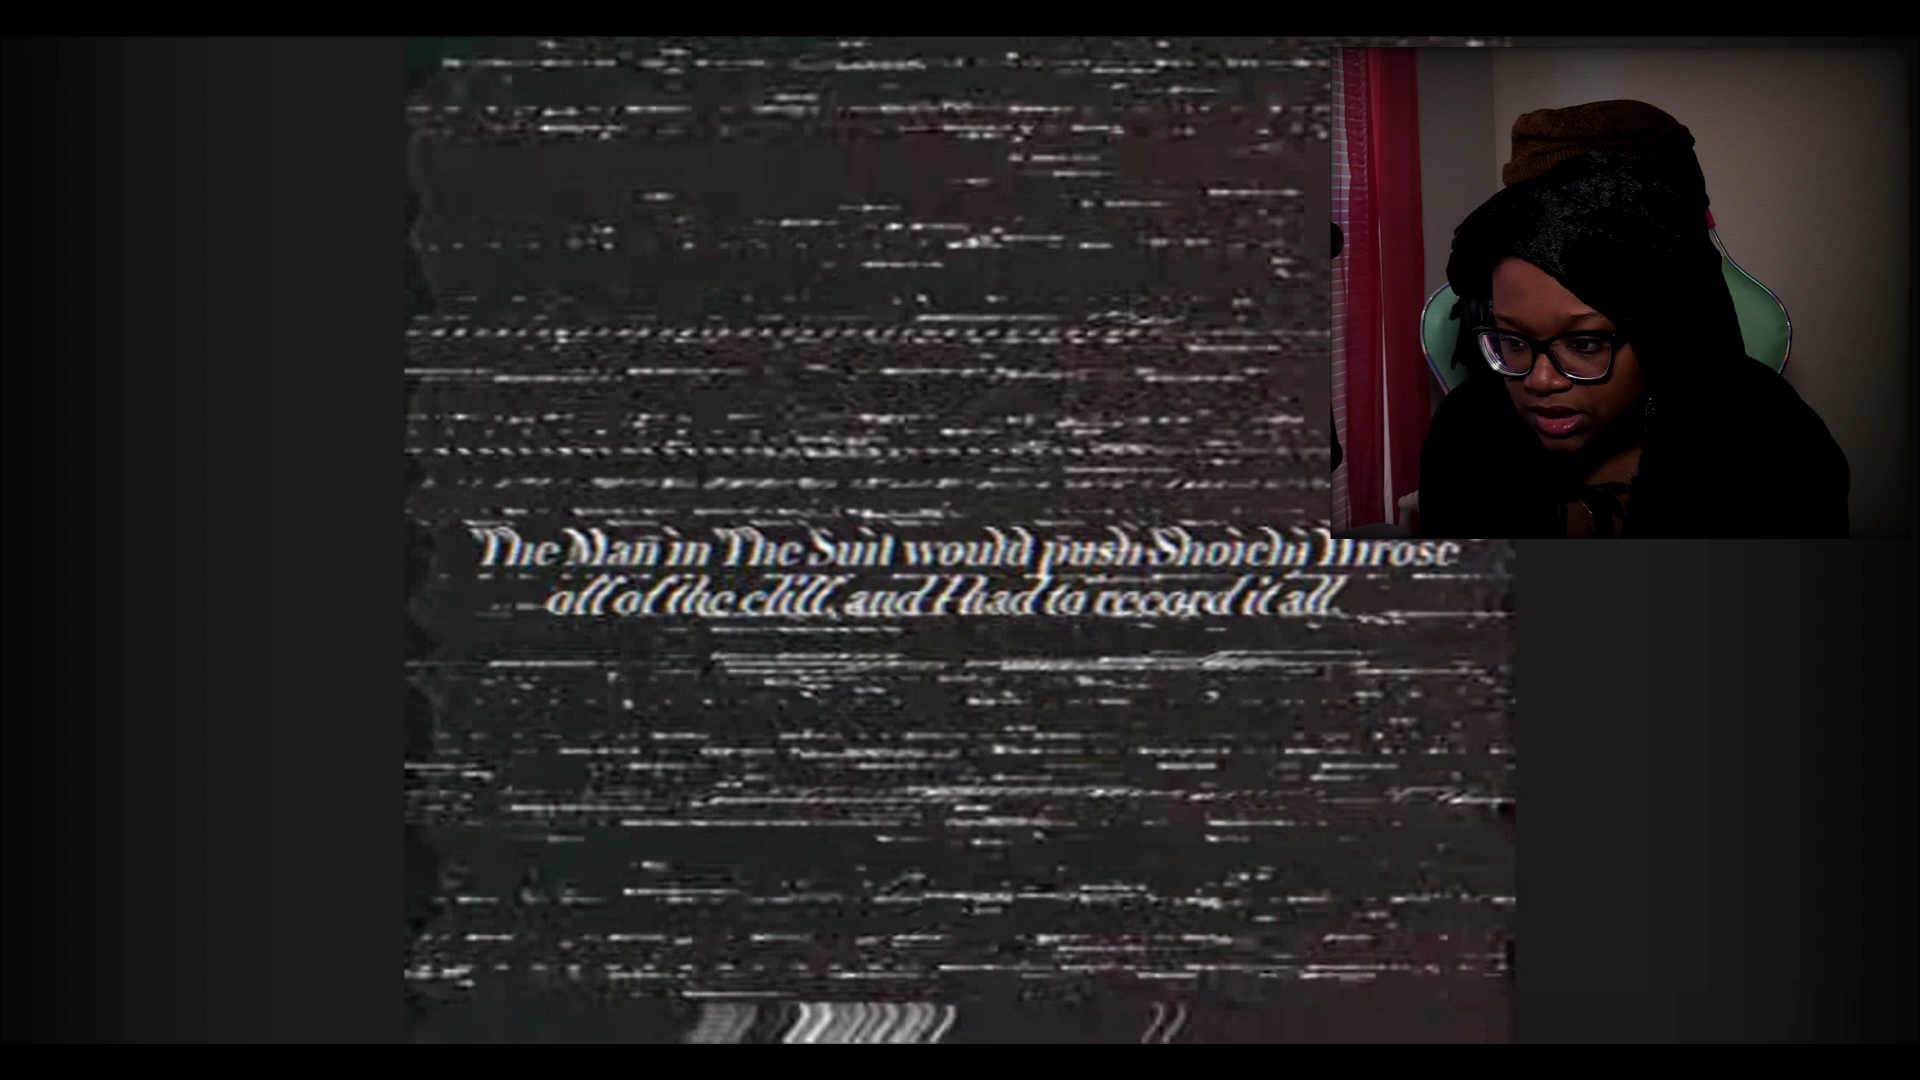 The Man in The Suit would push Shoichi Hirose
off of the cliff, and I had to record it all.